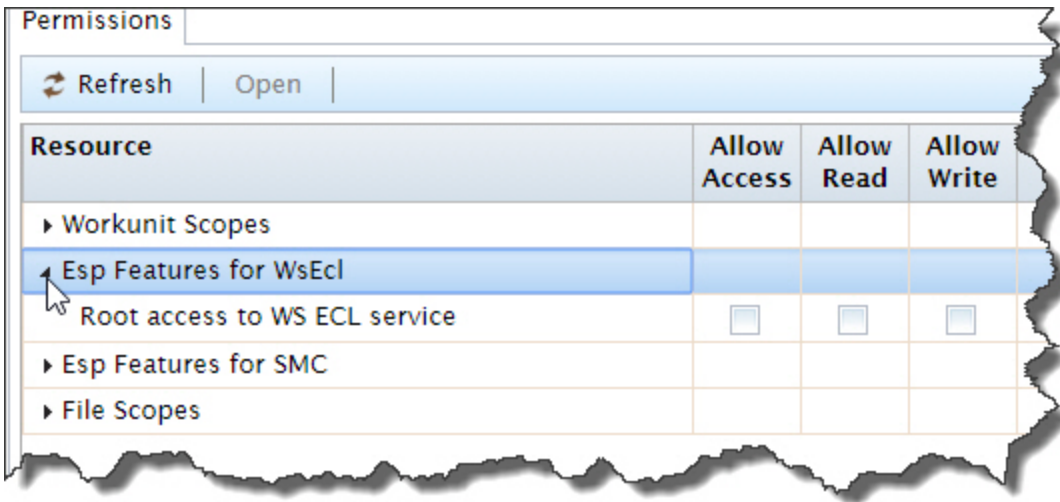 Permissions
Refresh Open
Resource Allow Access Allow Read Allow Write
Workunit Scopes
Esp Features for WsEcl
Root access to WS ECL service
Esp Features for SMC
File Scopes